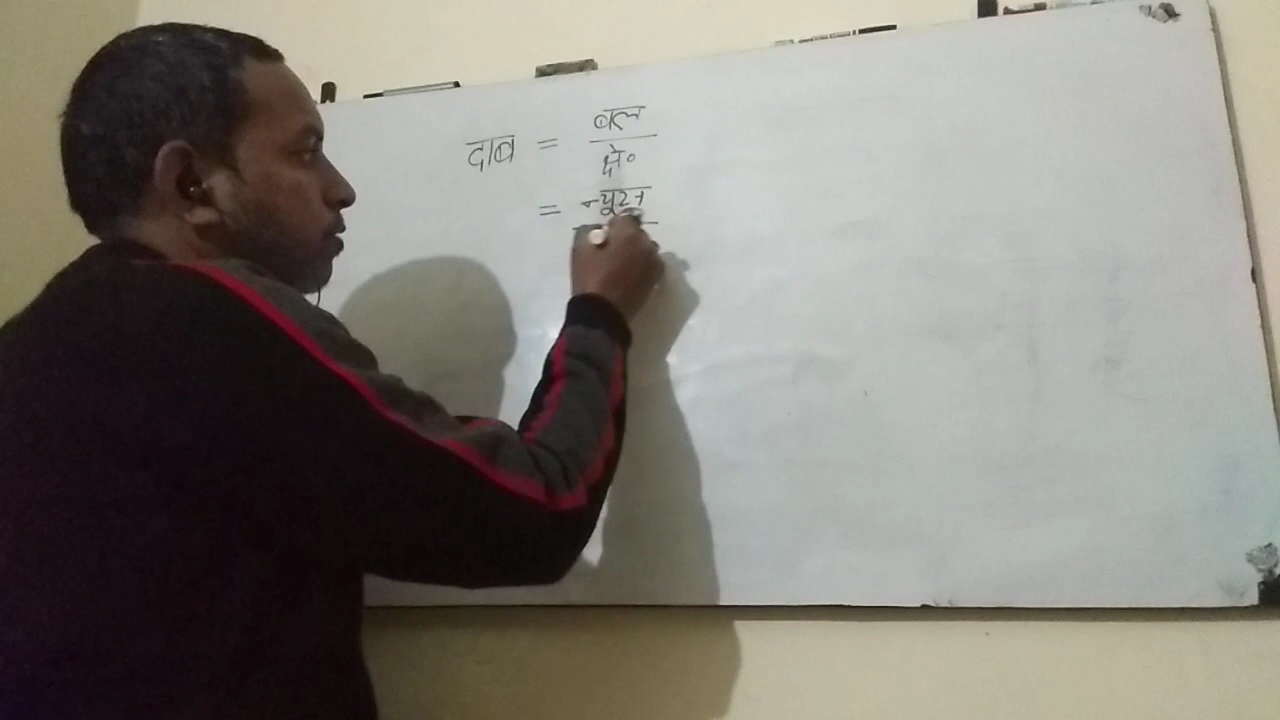 दाब = बल
क्षे०
= न्यूटन